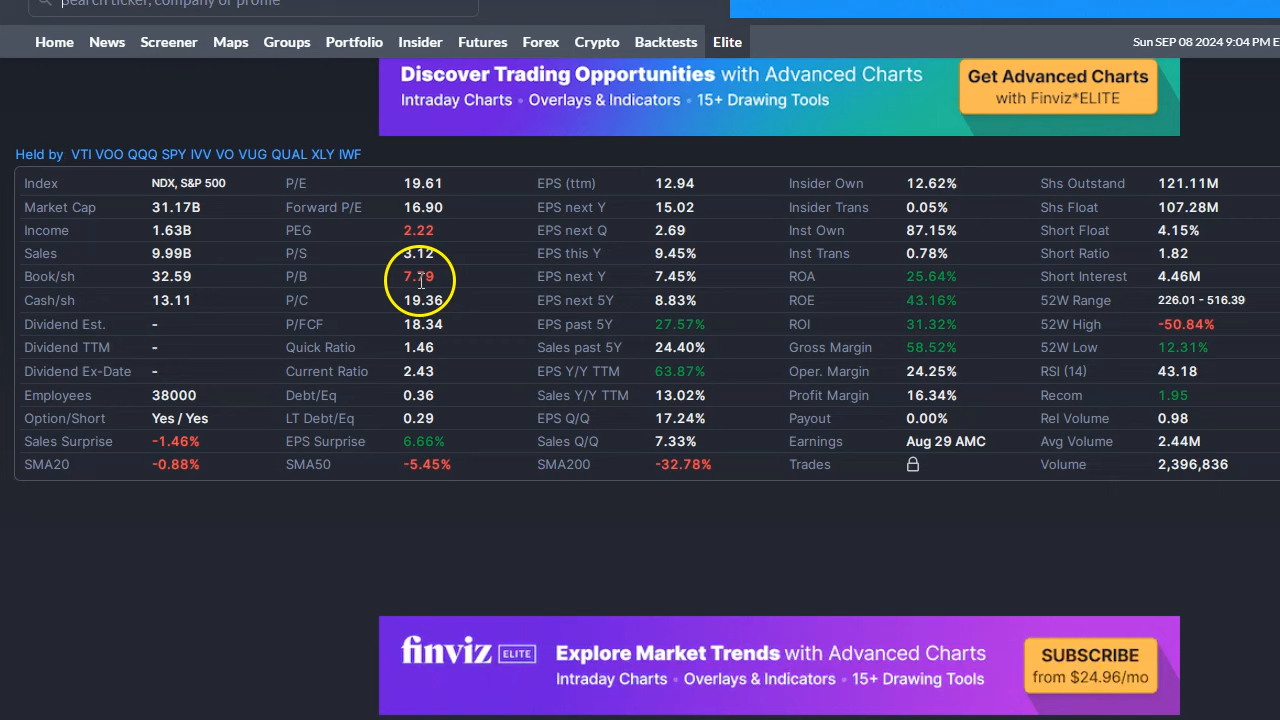 Search ticker, company or profile
Home News Screener Maps Groups Portfolio Insider Futures Forex Crypto Backtests Elite Sun SEP 08 2024 9:04 PM E
Discover Trading Opportunities with Advanced Charts
Intraday Charts • Overlays & Indicators • 15+ Drawing Tools
Get Advanced Charts
with Finviz*ELITE
Held by VTI VOO QQQ SPY IVV VO VUG QUAL XLY IWF
Index NDX, S&P 500 P/E 19.61 EPS (ttm) 12.94 Insider Own 12.62% Shs Outstand 121.11M
Market Cap 31.17B Forward P/E 16.90 EPS next Y 15.02 Insider Trans 0.05% Shs Float 107.28M
Income 1.63B PEG 2.22 EPS next Q 2.69 Inst Own 87.15% Short Float 4.15%
Sales 9.99B P/S 3.12 EPS this Y 9.45% Inst Trans 0.78% Short Ratio 1.82
Book/sh 32.59 P/B 7.79 EPS next Y 7.45% ROA 25.64% Short Interest 4.46M
Cash/sh 13.11 P/C 19.36 EPS next 5Y 8.83% ROE 43.16% 52W Range 226.01 - 516.39
Dividend Est. - P/FCF 18.34 EPS past 5Y 27.57% ROI 31.32% 52W High -50.84%
Dividend TTM - Quick Ratio 1.46 Sales past 5Y 24.40% Gross Margin 58.52% 52W Low 12.31%
Dividend Ex-Date - Current Ratio 2.43 EPS Y/Y TTM 63.87% Oper. Margin 24.25% RSI (14) 43.18
Employees 38000 Debt/Eq 0.36 Sales Y/Y TTM 13.02% Profit Margin 16.34% Recom 1.95
Option/Short Yes / Yes LT Debt/Eq 0.29 EPS Q/Q 17.24% Payout 0.00% Rel Volume 0.98
Sales Surprise -1.46% EPS Surprise 6.66% Sales Q/Q 7.33% Earnings Aug 29 AMC Avg Volume 2.44M
SMA20 -0.88% SMA50 -5.45% SMA200 -32.78% Trades Volume 2,396,836
finviz ELITE
Explore Market Trends with Advanced Charts
Intraday Charts • Overlays & Indicators • 15+ Drawing Tools
SUBSCRIBE
from $24.96/mo